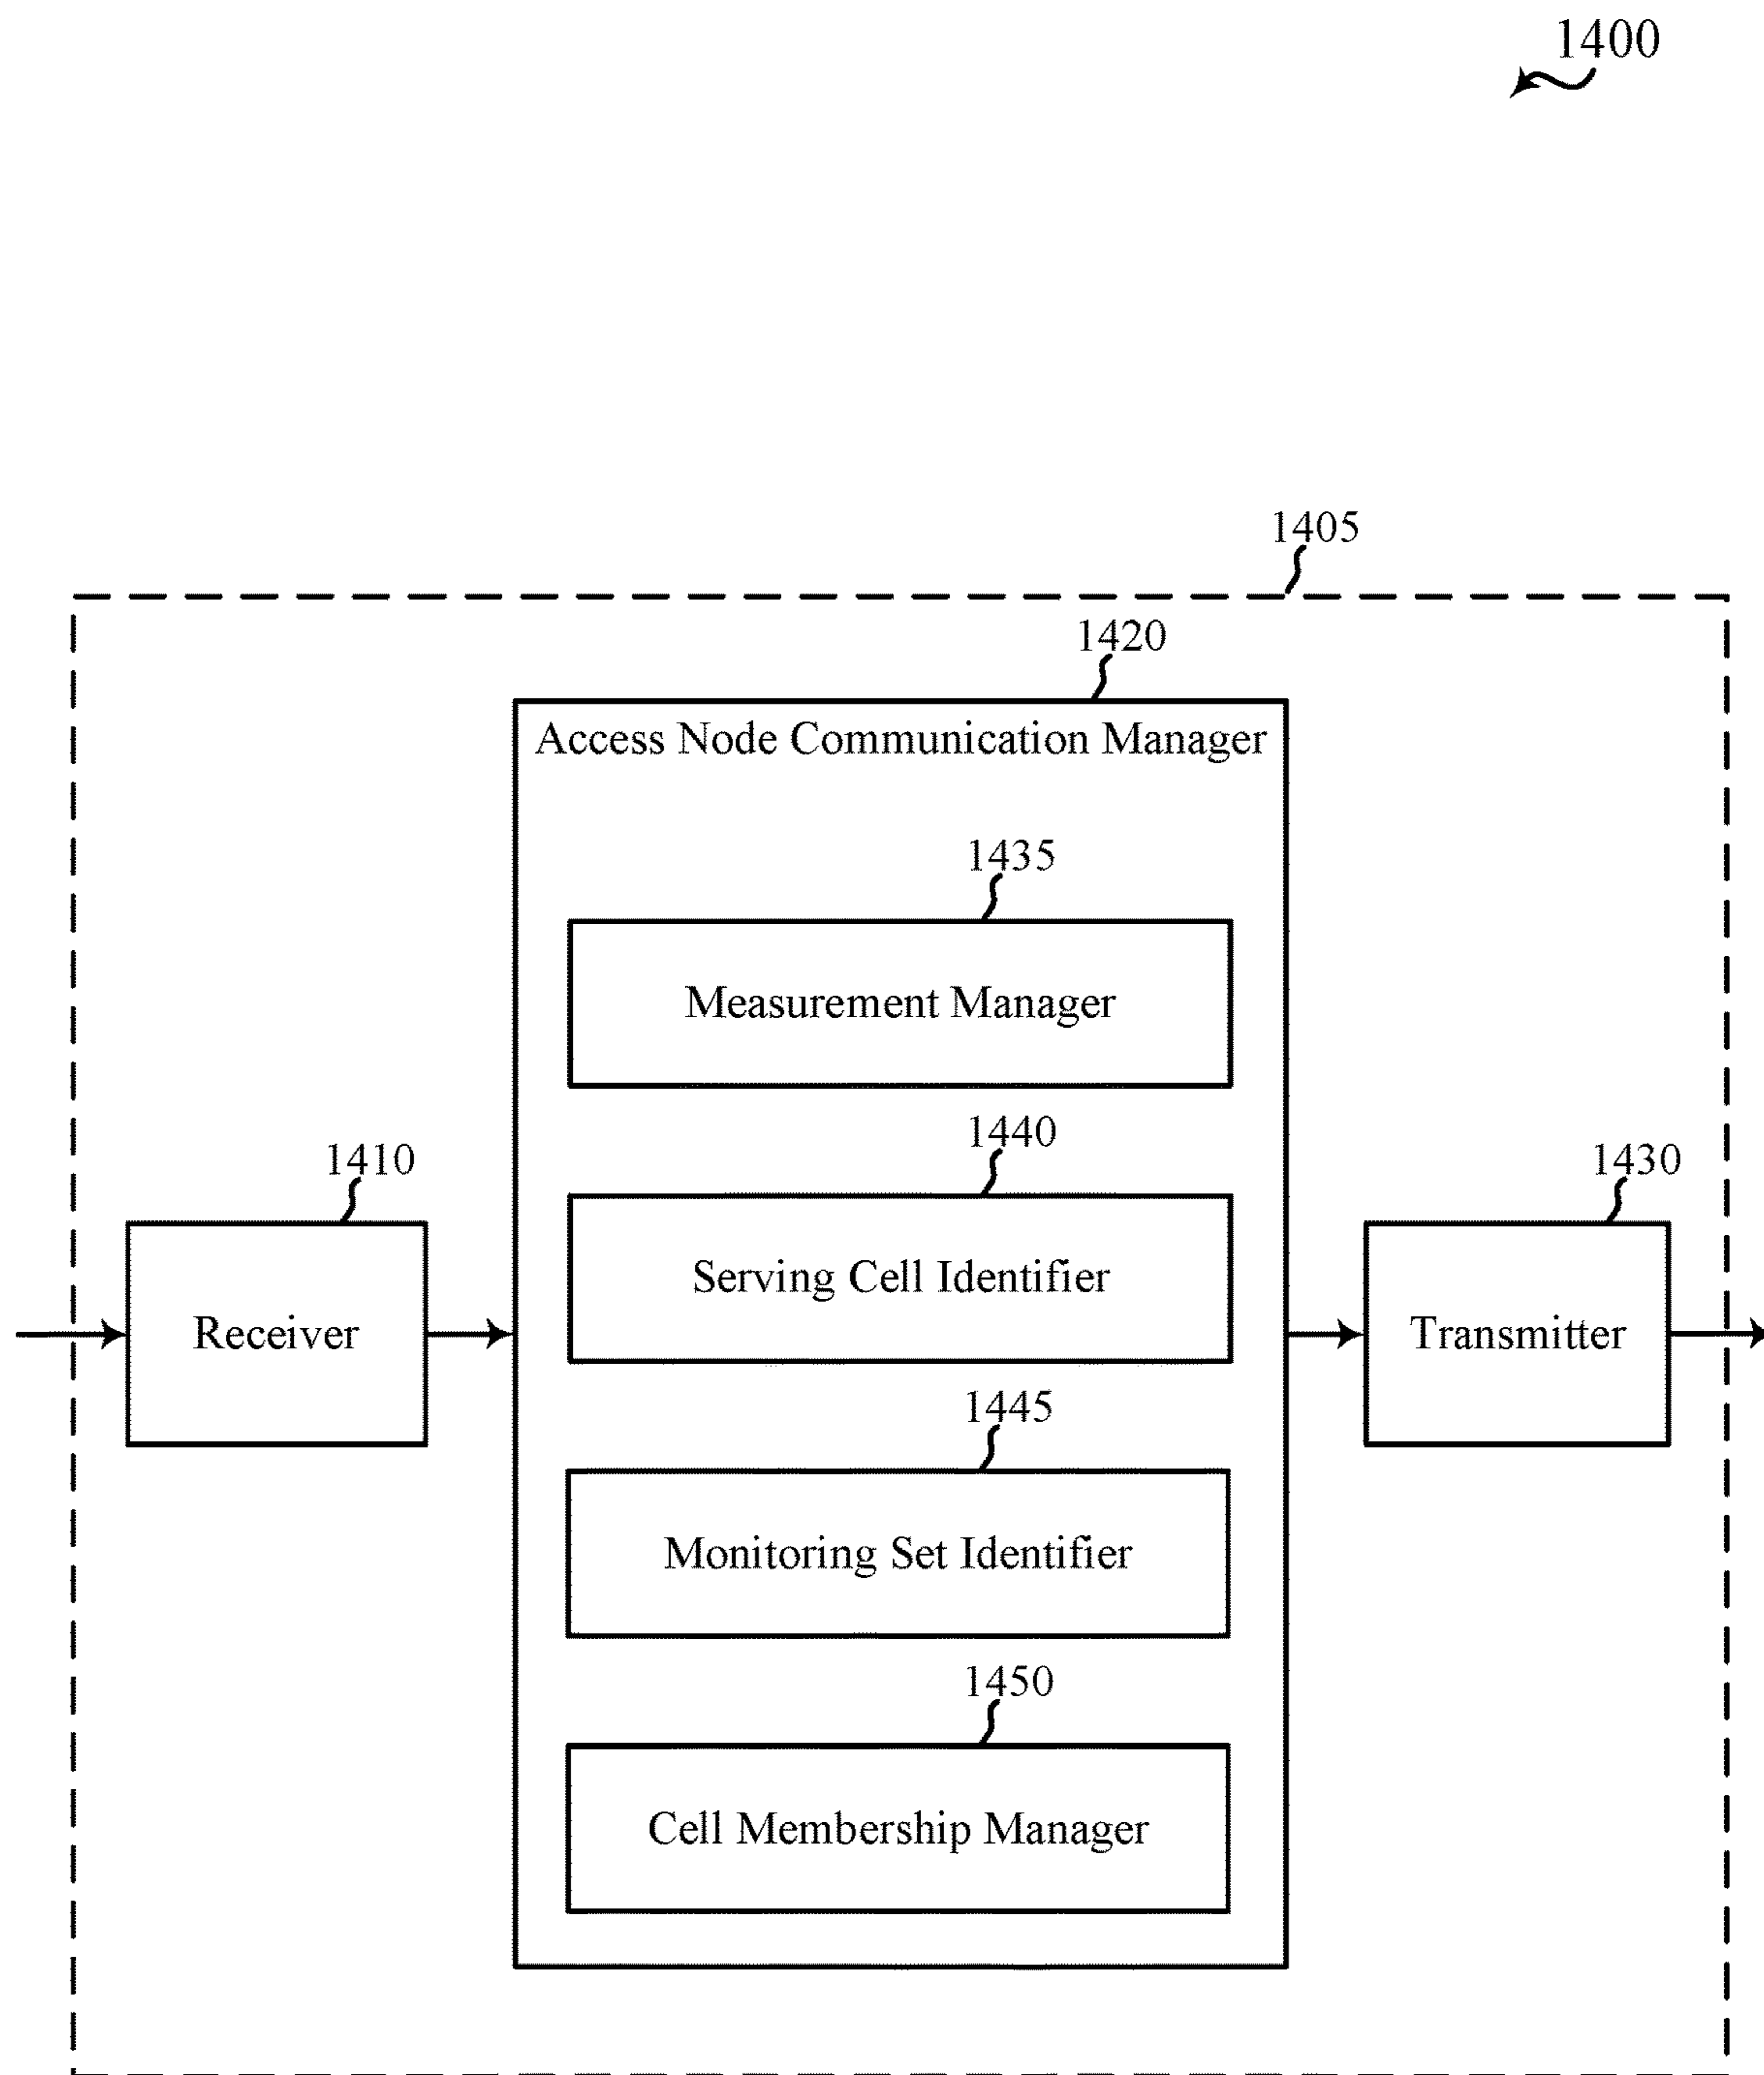 1400
1405
1420
Access Node Communication Manager
1435
Measurement Manager
1440
Serving Cell Identifier
1410
Receiver
1430
Transmitter
1445
Monitoring Set Identifier
1450
Cell Membership Manager